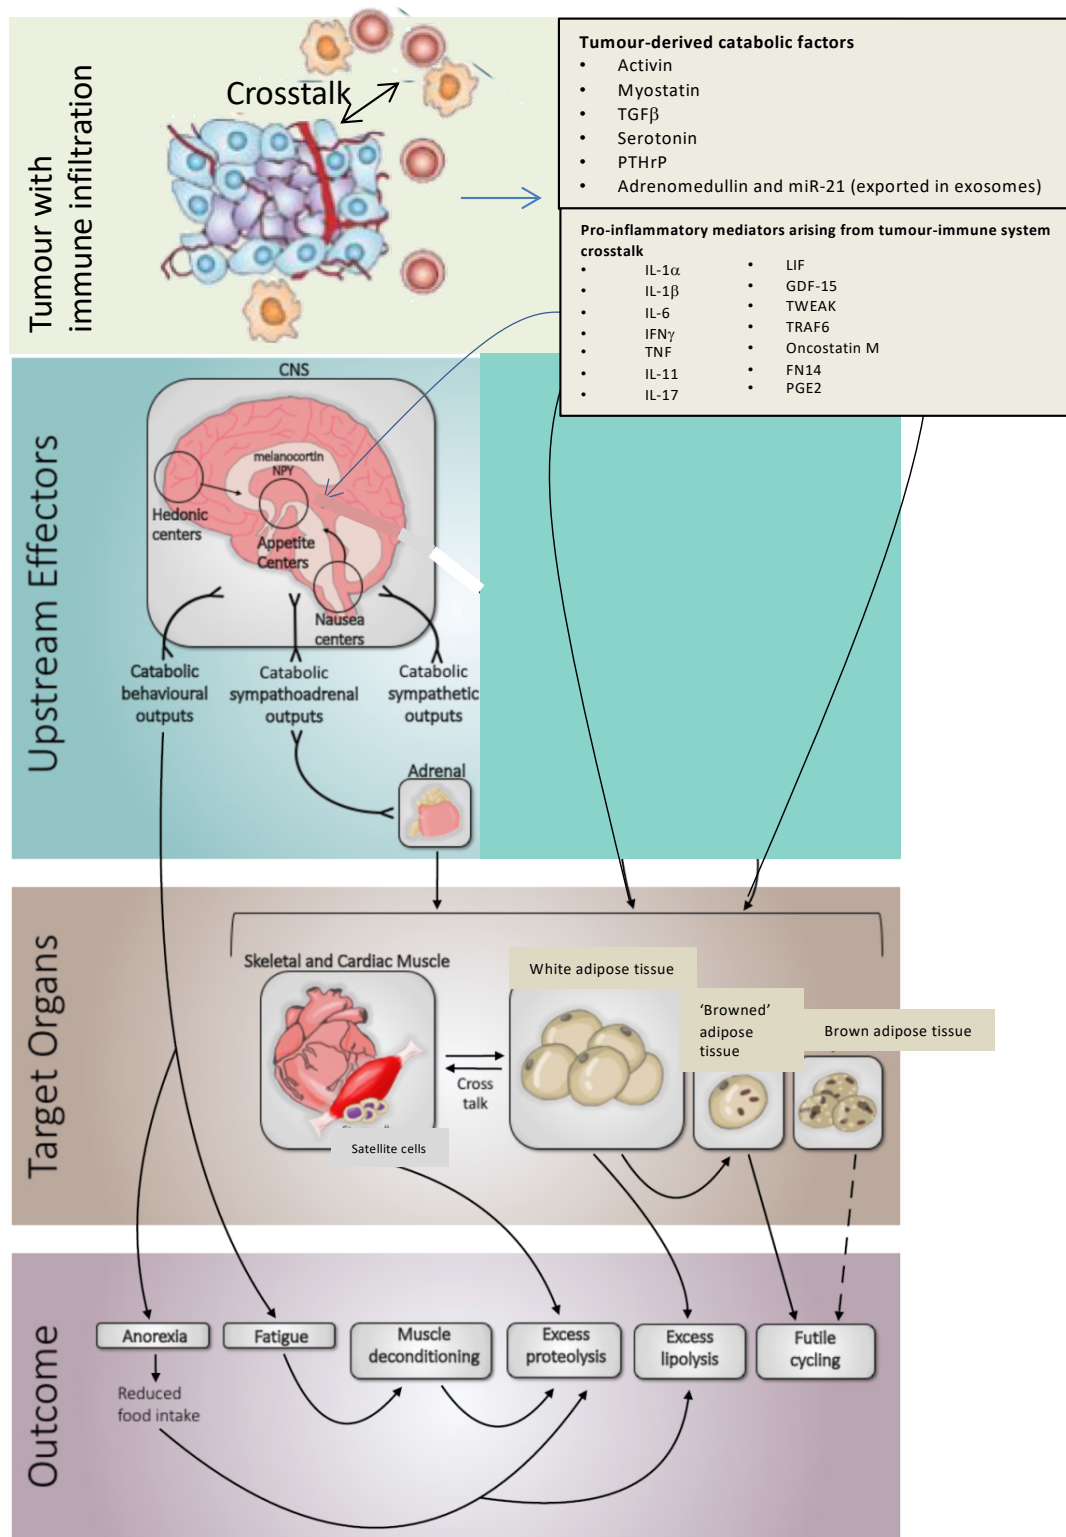 Tumour with
immune infiltration
Crosstalk
Tumour-derived catabolic factors
• Activin
• Myostatin
• TGFβ
• Serotonin
• PTHrP
• Adrenomedullin and miR-21 (exported in exosomes)
Pro-inflammatory mediators arising from tumour-immune system
crosstalk
• IL-1α
• IL-1β
• IL-6
• IFNγ
• TNF
• IL-11
• IL-17
• LIF
• GDF-15
• TWEAK
• TRAF6
• Oncostatin M
• FN14
• PGE2
Upstream Effectors
CNS
melanocortin
NPY
Hedonic
centers
Appetite
Centers
Nausea
centers
Catabolic
behavioural
outputs
Catabolic
sympathoadrenal
outputs
Catabolic
sympathetic
outputs
Adrenal
Target Organs
Skeletal and Cardiac Muscle
Satellite cells
Cross
talk
White adipose tissue
‘Browned’
adipose
tissue
Brown adipose tissue
Outcome
Anorexia
Reduced
food intake
Fatigue
Muscle
deconditioning
Excess
proteolysis
Excess
lipolysis
Futile
cycling